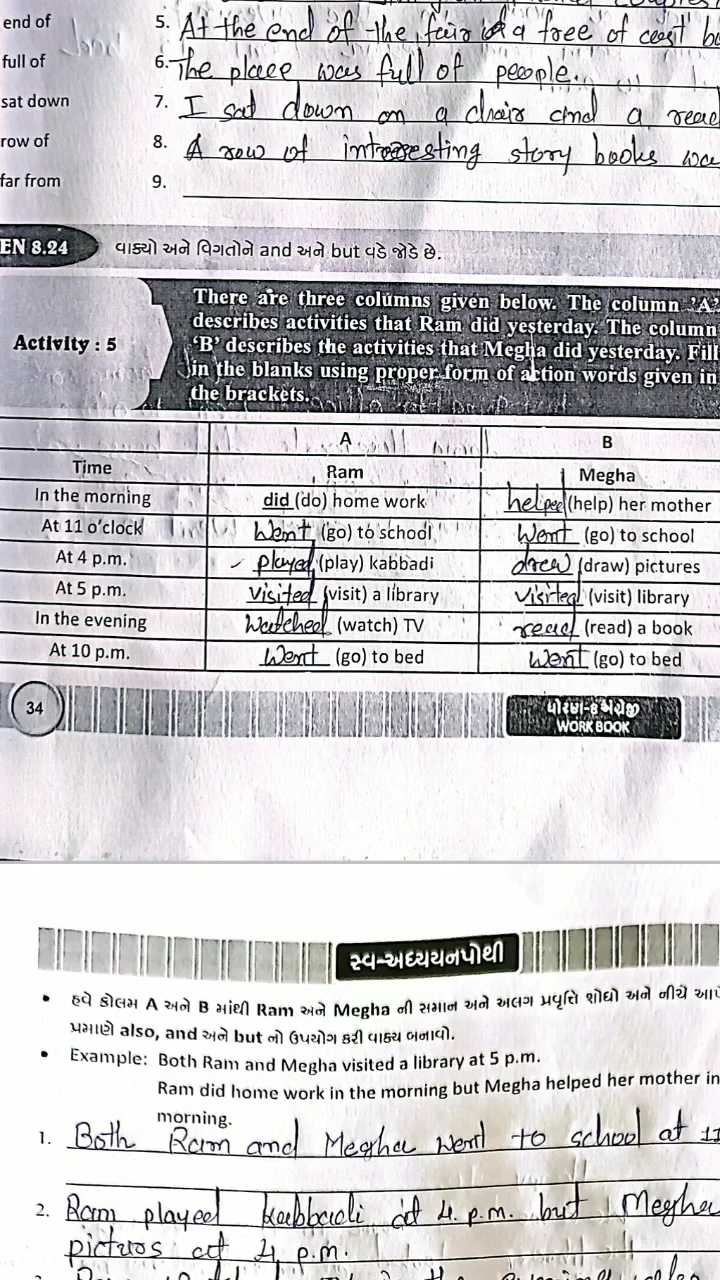 end of 5. At the end of the fair a free of cost
full of 6. The place was full of people.
sat down 7. I sat down on a chair and a read
row of 8. A row of interesting story books
far from 9.
EN 8.24 વાક્યો અને વિગતોને and અને but વડે જોડે છે.
Activity : 5
There are three columns given below. The column 'A'
describes activities that Ram did yesterday. The column
'B' describes the activities that Megha did yesterday. Fill
in the blanks using proper form of action words given in
the brackets.
A B
Time Ram Megha
In the morning did (do) home work helped (help) her mother
At 11 o'clock Went (go) to school Went (go) to school
At 4 p.m. played (play) kabbadi drew (draw) pictures
At 5 p.m. visited (visit) a library visited (visit) library
In the evening Watched (watch) TV read (read) a book
At 10 p.m. Went (go) to bed Went (go) to bed
34
ધોરણ-૮ અંગ્રેજી
WORK BOOK
સ્વ-અધ્યયનપોથી
• હવે કોલમ A અને B માંથી Ram અને Megha ની સમાન અને અલગ પ્રવૃત્તિ શોધો અને નીચે
પ્રમાણે also, and અને but નો ઉપયોગ કરી વાક્ય બનાવો.
• Example: Both Ram and Megha visited a library at 5 p.m.
Ram did home work in the morning but Megha helped her mother in
morning.
1. Both Ram and Megha went to school at 11
2. Ram played kabbadi at 4. p.m. but Megha
pictuos at 4 p.m.